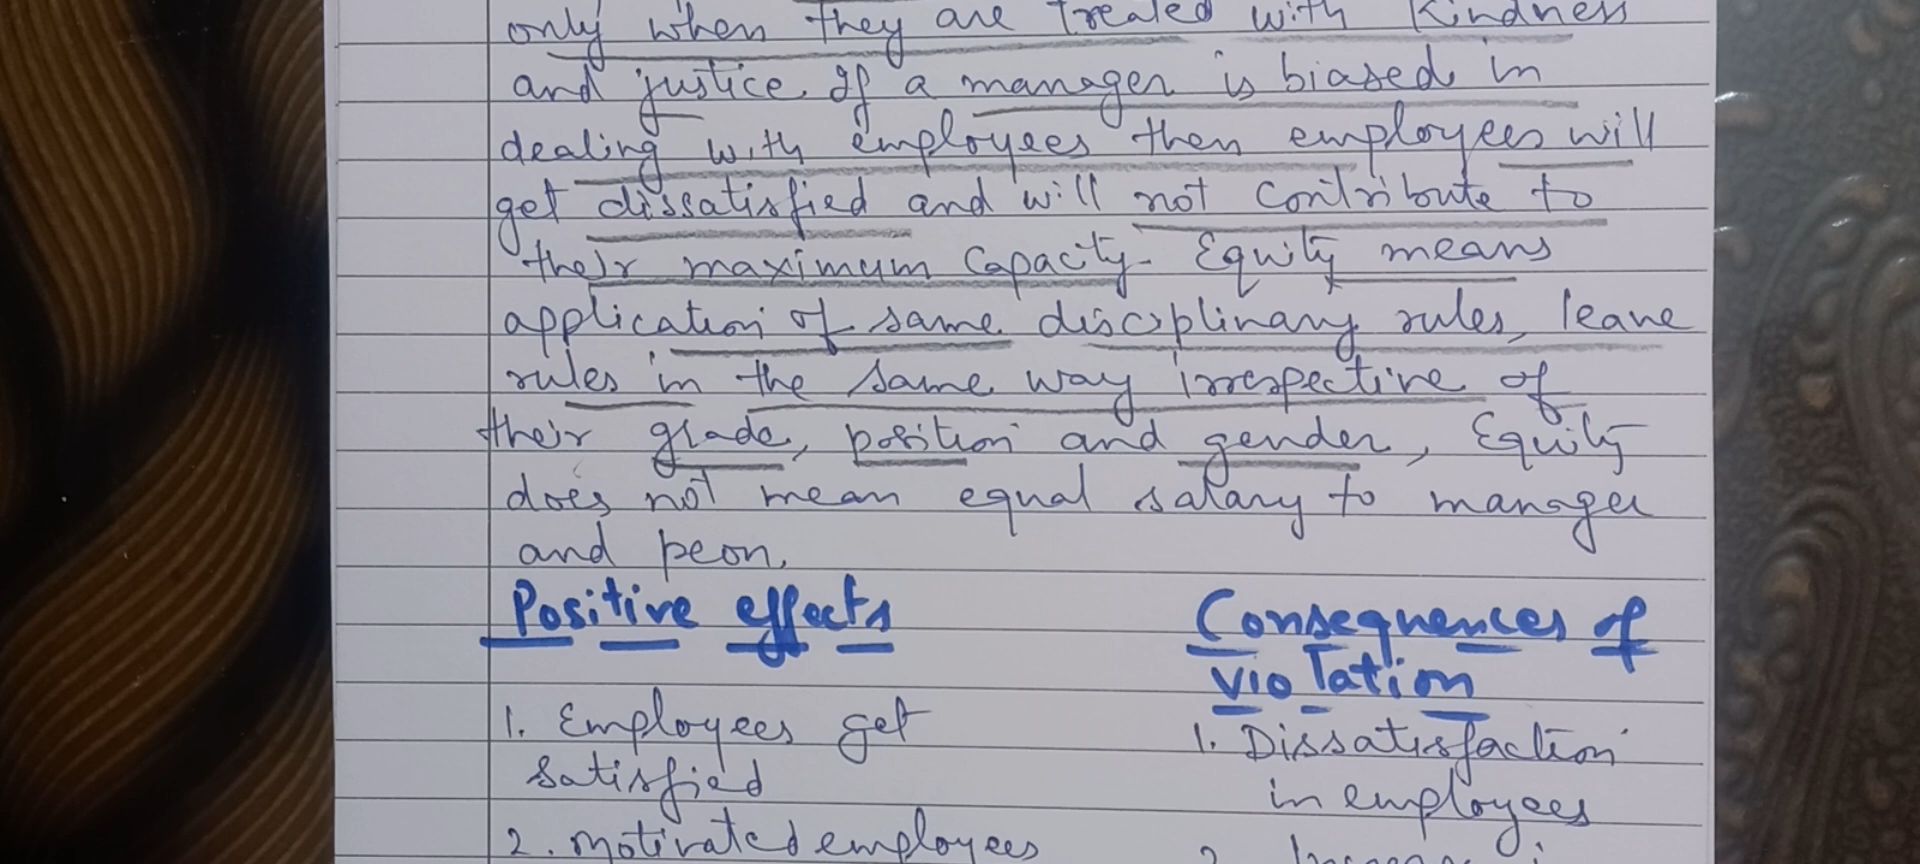 only when they are treated with Kindness
and justice. If a manager is biased in
dealing with employees then employees will
get dissatisfied and will not contribute to
their maximum capacity. Equity means
application of same disciplinary rules, leave
rules in the same way irrespective of
their grade, position and gender, Equity
does not mean equal salary to manager
and peon.
Positive effects
1. Employees get
satisfied
2. motivated employees
Consequences of
violation
1. Dissatisfaction
in employees
2.